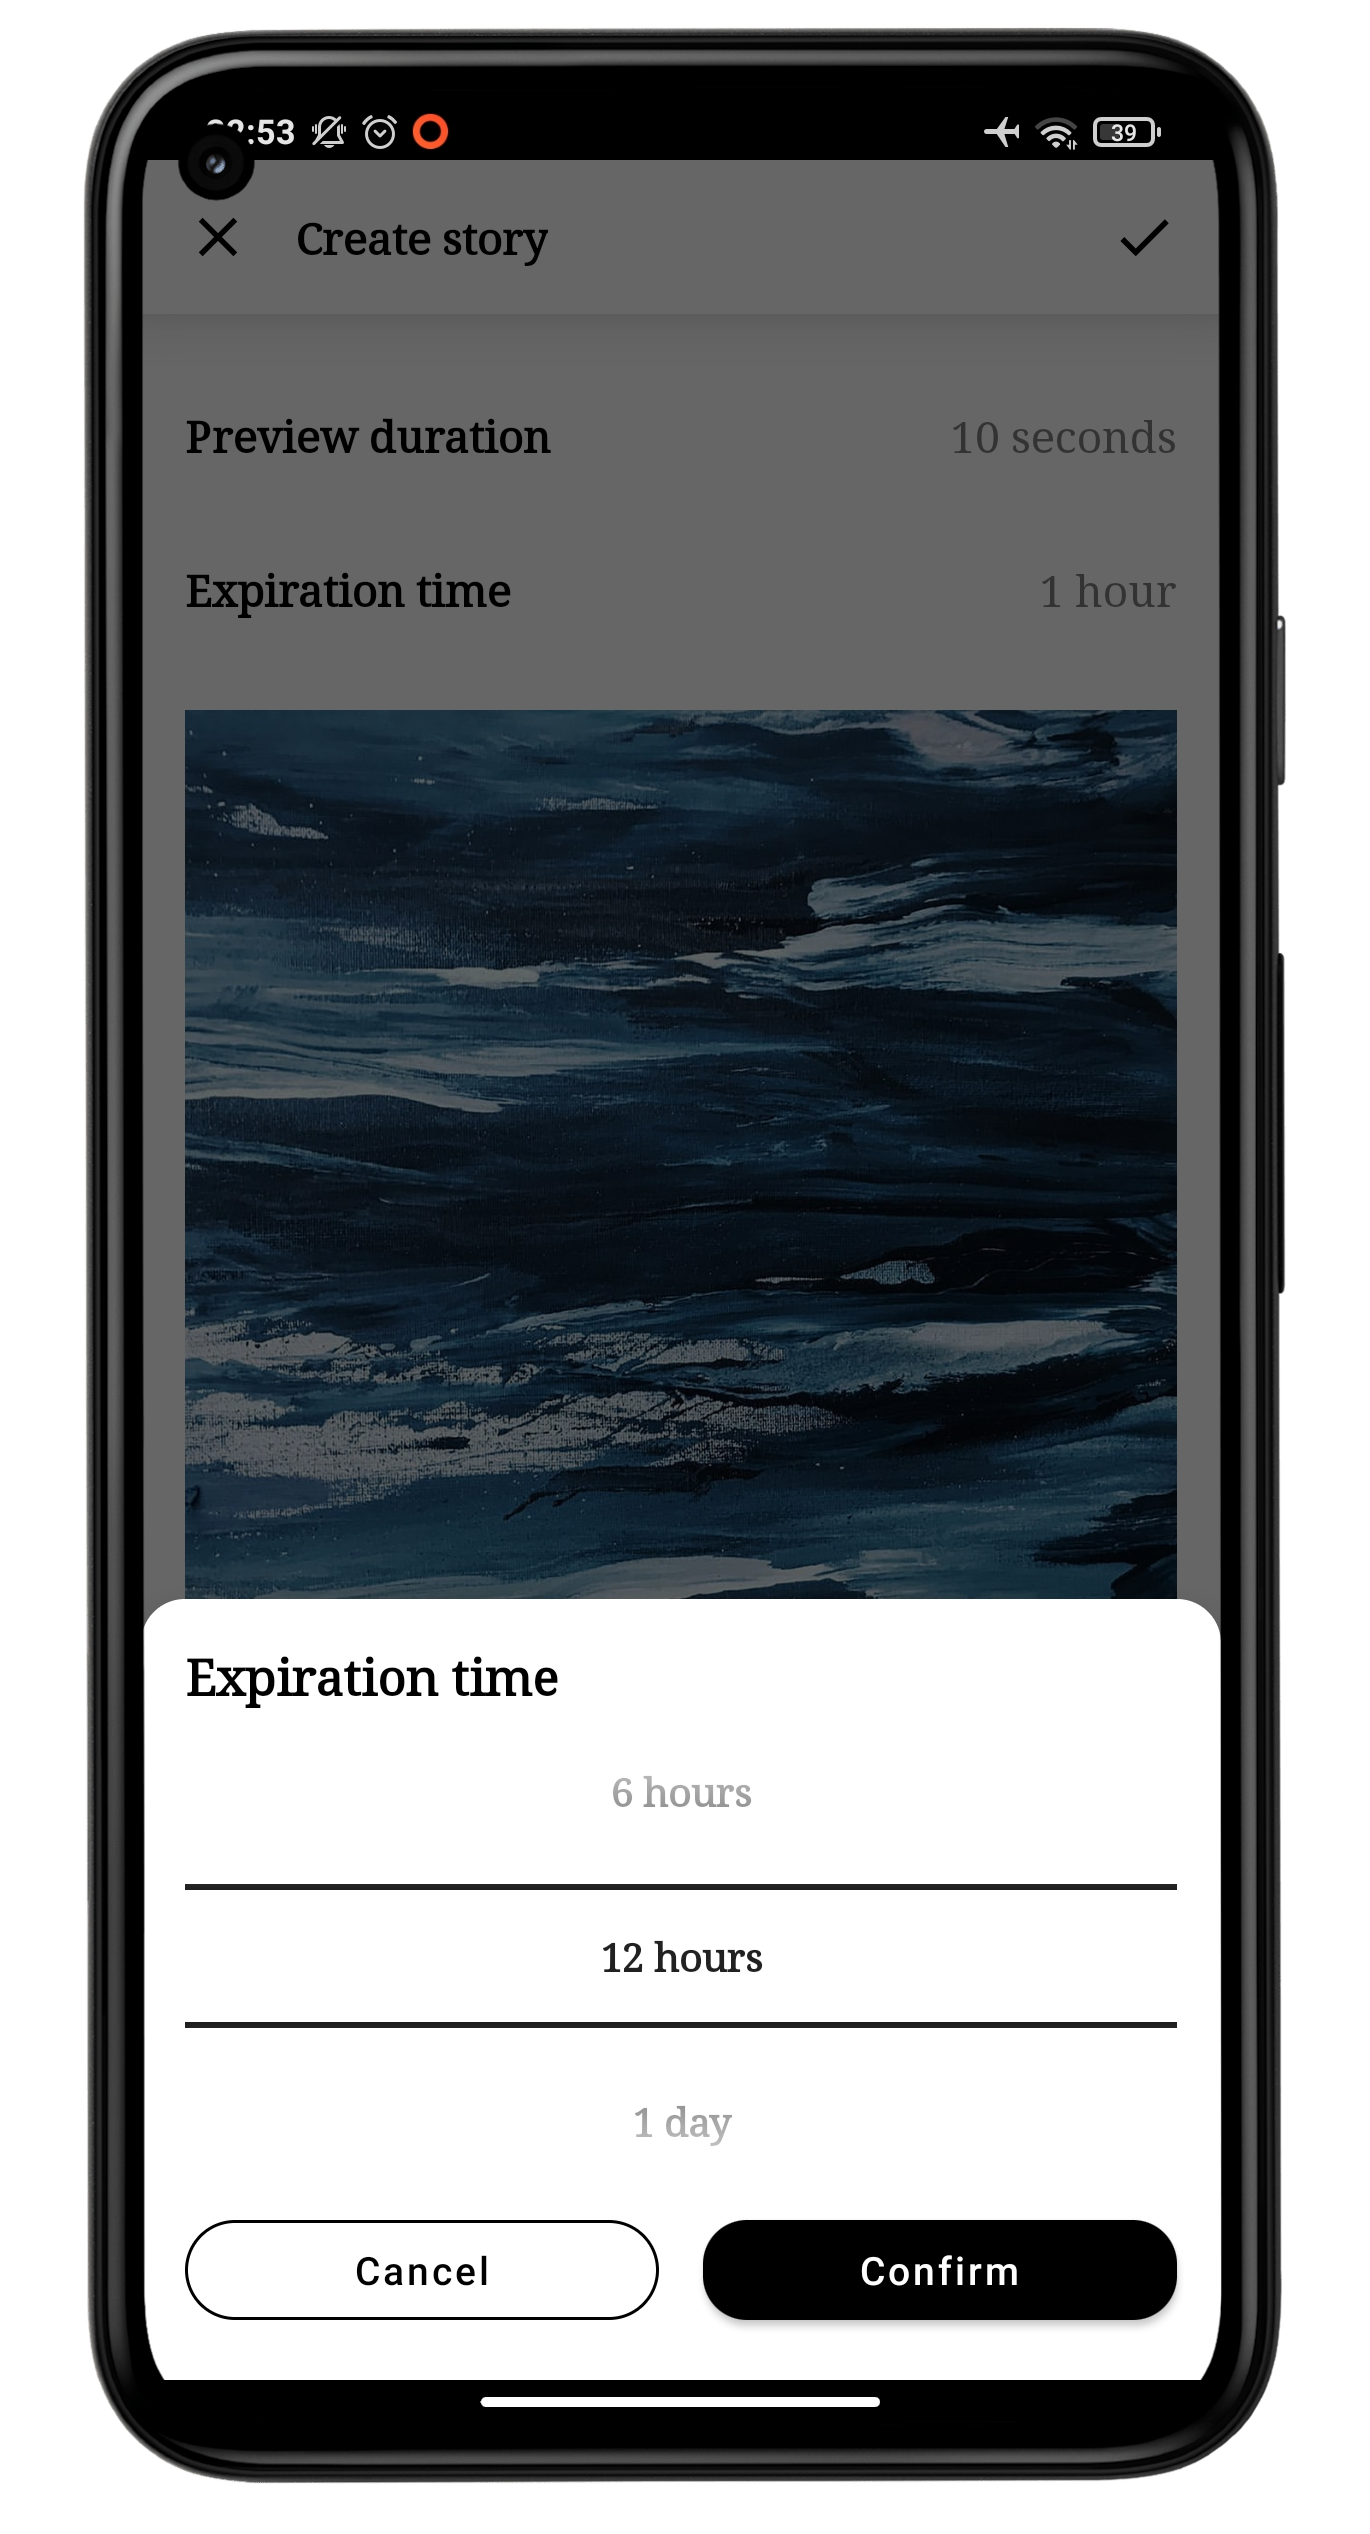 :53
39
Create story
Preview duration 10 seconds
Expiration time 1 hour
Expiration time
6 hours
12 hours
1 day
Cancel Confirm